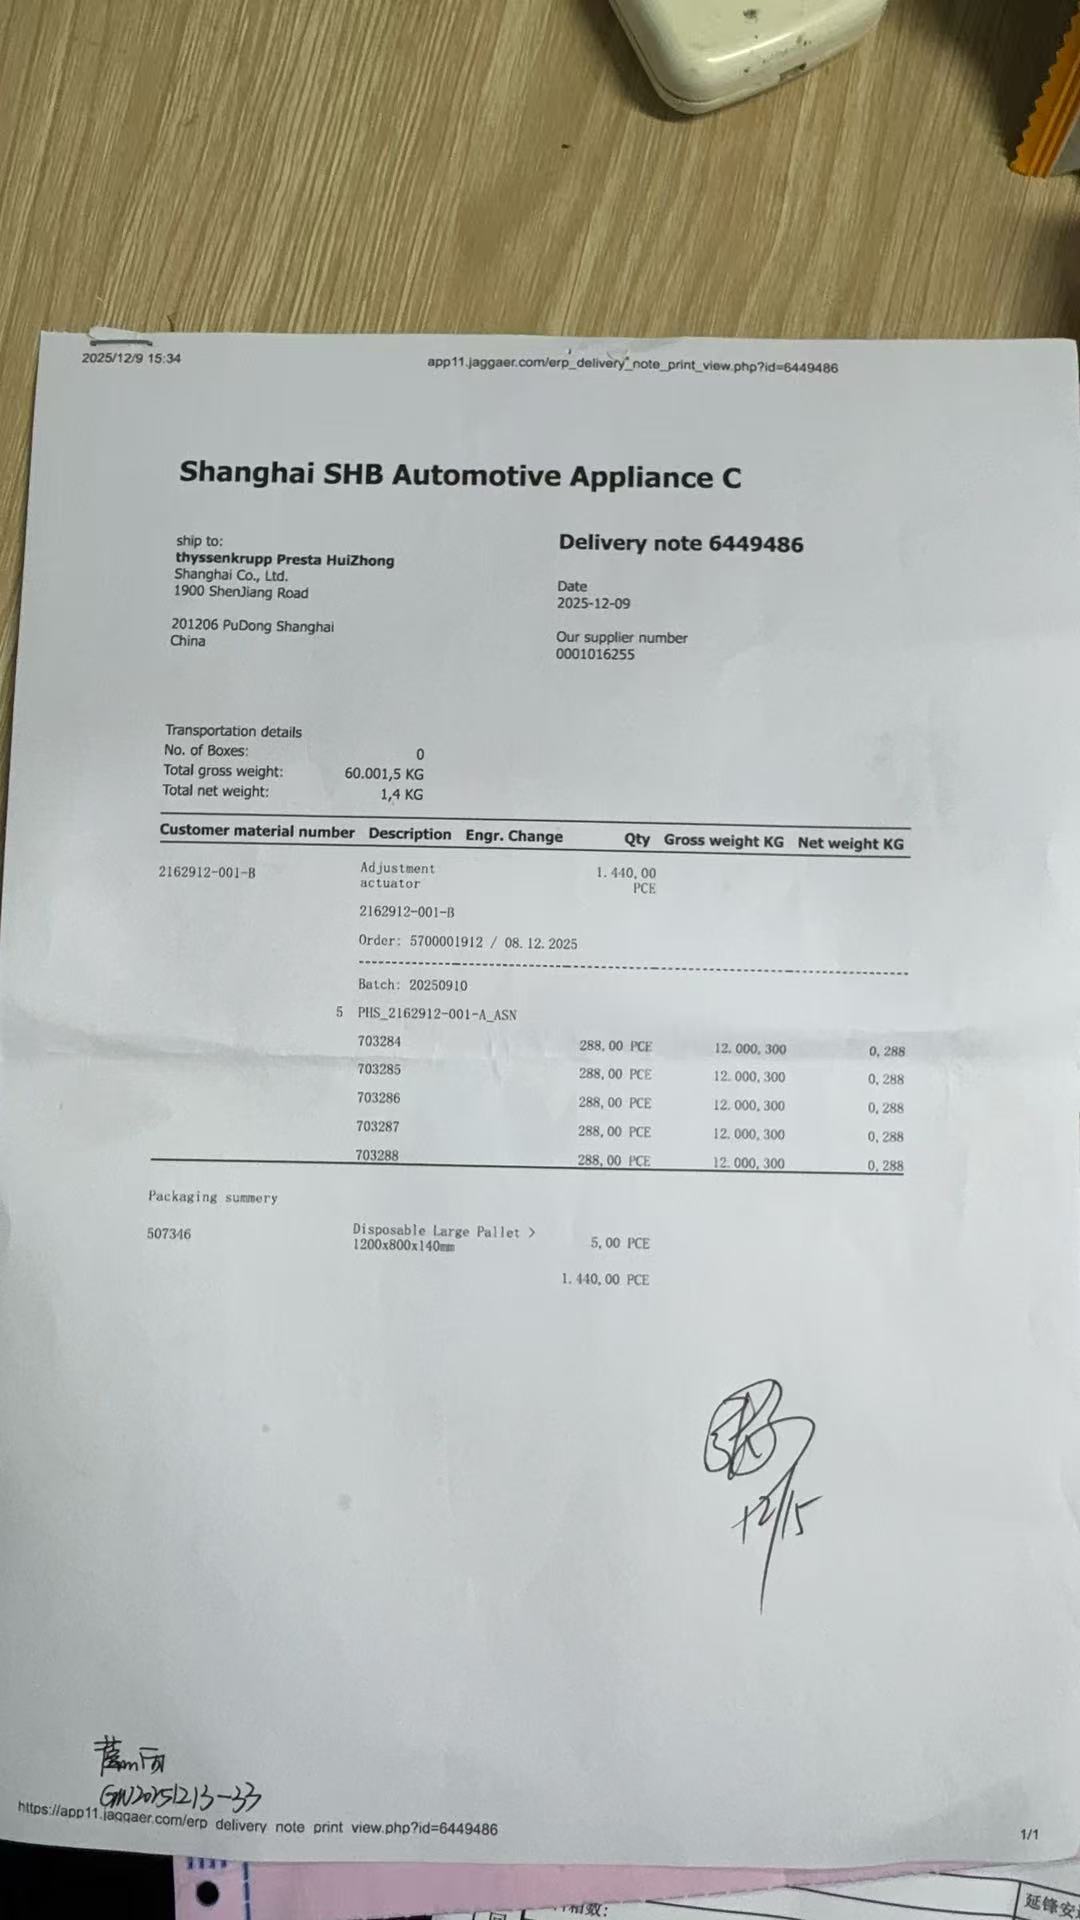 2025/12/9 15:34
app11.jaggaer.com/erp_delivery_note_print_view.php?id=6449486
Shanghai SHB Automotive Appliance C
ship to:
thyssenkrupp Presta HuiZhong
Shanghai Co., Ltd.
1900 ShenJiang Road
201206 PuDong Shanghai
China
Delivery note 6449486
Date
2025-12-09
Our supplier number
0001016255
Transportation details
No. of Boxes: 0
Total gross weight: 60.001,5 KG
Total net weight: 1,4 KG
Customer material number Description Engr. Change Qty Gross weight KG Net weight KG
2162912-001-B Adjustment 1.440,00
actuator PCE
2162912-001-B
Order: 5700001912 / 08.12.2025
Batch: 20250910
5 PHS_2162912-001-A_ASN
703284 288,00 PCE 12.000,300 0,288
703285 288,00 PCE 12.000,300 0,288
703286 288,00 PCE 12.000,300 0,288
703287 288,00 PCE 12.000,300 0,288
703288 288,00 PCE 12.000,300 0,288
Packaging summery
507346 Disposable Large Pallet > 5,00 PCE
1200x800x140mm
1.440,00 PCE
12/15
GW20251213-33
https://app11.jaggaer.com/erp_delivery_note_print_view.php?id=6449486
1/1
延锋安